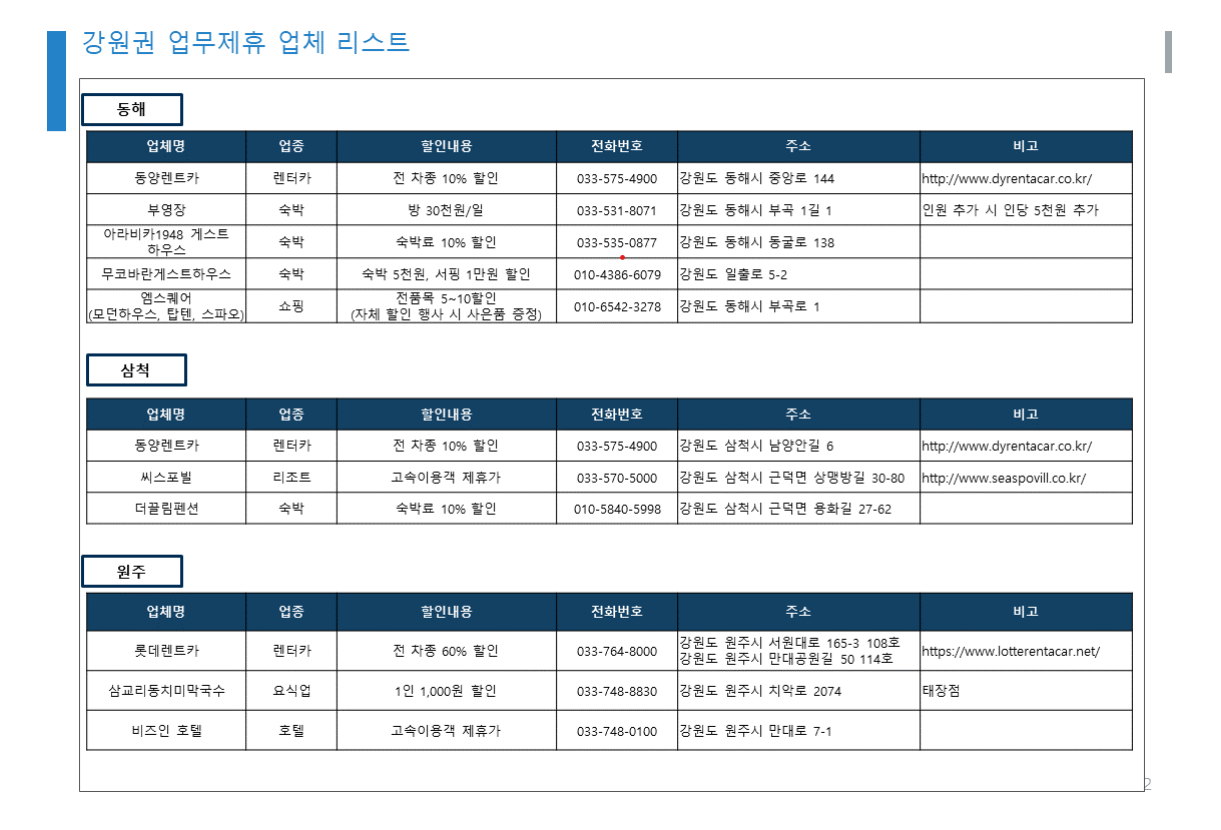 강원권 업무제휴 업체 리스트
동해
업체명 업종 할인내용 전화번호 주소 비고
동양렌트카 렌터카 전 차종 10% 할인 033-575-4900 강원도 동해시 중앙로 144 http://www.dyrentacar.co.kr/
부영장 숙박 방 30천원/일 033-531-8071 강원도 동해시 부곡 1길 1 인원 추가 시 인당 5천원 추가
아라비카1948 게스트
하우스 숙박 숙박료 10% 할인 033-535-0877 강원도 동해시 동굴로 138
무코바란게스트하우스 숙박 숙박 5천원, 서핑 1만원 할인 010-4386-6079 강원도 일출로 5-2
엠스퀘어
(모던하우스, 탑텐, 스파오) 쇼핑 전품목 5~10할인
(자체 할인 행사 시 사은품 증정) 010-6542-3278 강원도 동해시 부곡로 1
삼척
업체명 업종 할인내용 전화번호 주소 비고
동양렌트카 렌터카 전 차종 10% 할인 033-575-4900 강원도 삼척시 남양안길 6 http://www.dyrentacar.co.kr/
씨스포빌 리조트 고속이용객 제휴가 033-570-5000 강원도 삼척시 근덕면 상맹방길 30-80 http://www.seaspovill.co.kr/
더끌림펜션 숙박 숙박료 10% 할인 010-5840-5998 강원도 삼척시 근덕면 용화길 27-62
원주
업체명 업종 할인내용 전화번호 주소 비고
롯데렌트카 렌터카 전 차종 60% 할인 033-764-8000 강원도 원주시 서원대로 165-3 108호
강원도 원주시 만대공원길 50 114호 https://www.lotterentacar.net/
삼교리동치미막국수 요식업 1인 1,000원 할인 033-748-8830 강원도 원주시 치악로 2074 태장점
비즈인 호텔 호텔 고속이용객 제휴가 033-748-0100 강원도 원주시 만대로 7-1
2